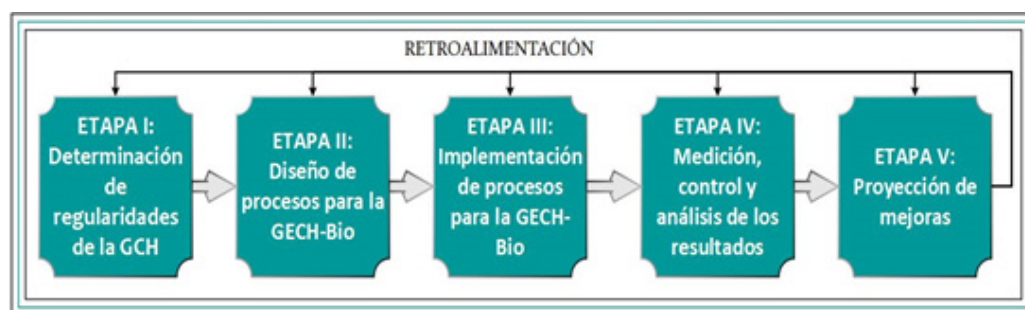 RETROALIMENTACIÓN
ETAPA I:
Determinación
de
regularidades
de la GCH
ETAPA II:
Diseño de
procesos para la
GECH-Bio
ETAPA III:
Implementación
de procesos
para la GECH-
Bio
ETAPA IV:
Medición,
control y
análisis de los
resultados
ETAPA V:
Proyección de
mejoras